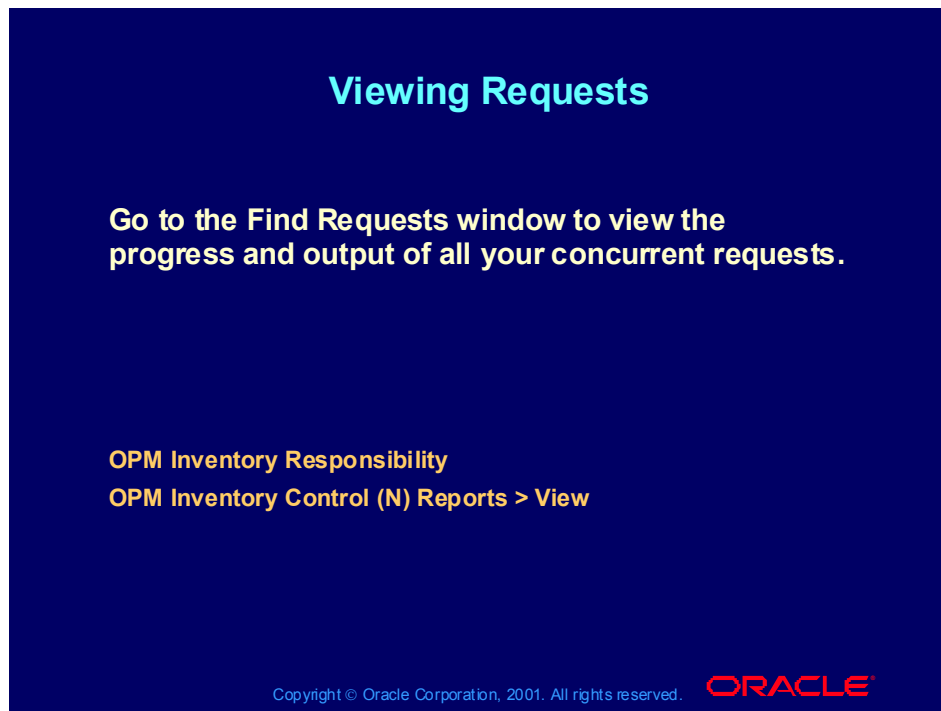 Viewing Requests
Go to the Find Requests window to view the
progress and output of all your concurrent requests.
OPM Inventory Responsibility
OPM Inventory Control (N) Reports > View
Copyright © Oracle Corporation, 2001. All rights reserved.
ORACLE®